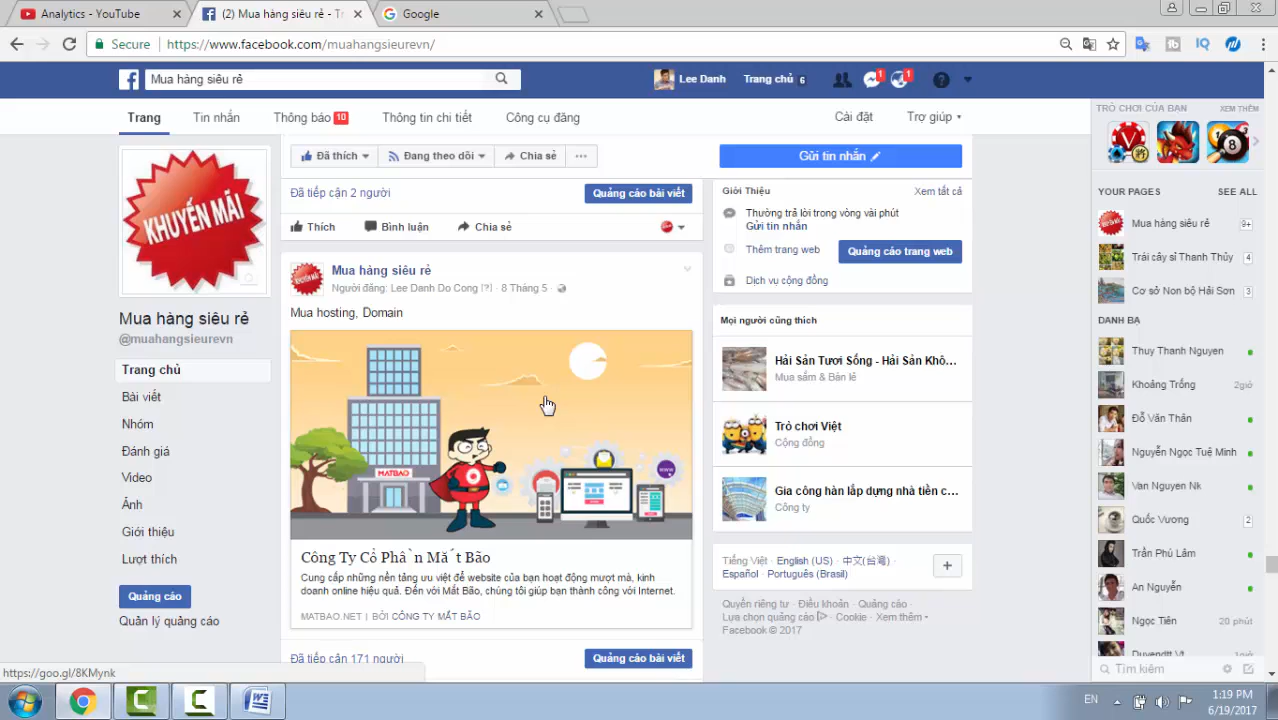 Analytics - YouTube
(2) Mua hàng siêu rẻ - Tr
Google
Secure
https://www.facebook.com/muahangsieurevn/
Mua hàng siêu rẻ
Lee Danh
Trang chủ 6
1
1
Trang
Tin nhắn
Thông báo 10
Thông tin chi tiết
Công cụ đăng
Cài đặt
Trợ giúp
KHUYẾN MÃI
Mua hàng siêu rẻ
@muahangsieurevn
Trang chủ
Bài viết
Nhóm
Đánh giá
Video
Ảnh
Giới thiệu
Lượt thích
Quảng cáo
Quản lý quảng cáo
Đã thích
Đang theo dõi
Chia sẻ
Gửi tin nhắn
Đã tiếp cận 2 người
Quảng cáo bài viết
Thích
Bình luận
Chia sẻ
Mua hàng siêu rẻ
Người đăng: Lee Danh Do Cong [?] · 8 Tháng 5 ·
Mua hosting, Domain
MATBAO
WWW
Công Ty Cổ Phâ`n Mă´t Bão
Cung cấp những nền tảng ưu việt để website của bạn hoạt động mượt mà, kinh
doanh online hiệu quả. Đến với Mắt Bão, chúng tôi giúp bạn thành công với Internet.
MATBAO.NET | BỞI CÔNG TY MẮT BÃO
Đã tiếp cận 171 người
Quảng cáo bài viết
Giới Thiệu
Xem tất cả
Thường trả lời trong vòng vài phút
Gửi tin nhắn
Thêm trang web
Quảng cáo trang web
Dịch vụ cộng đồng
Mọi người cũng thích
Hải Sản Tươi Sống - Hải Sản Khô...
Mua sắm & Bán lẻ
Trò chơi Việt
Cộng đồng
Gia công hàn lắp dựng nhà tiền c...
Công ty
Tiếng Việt · English (US) · 中文(台灣) ·
Español · Português (Brasil)
Quyền riêng tư · Điều khoản · Quảng cáo ·
Lựa chọn quảng cáo · Cookie · Xem thêm
Facebook © 2017
TRÒ CHƠI CỦA BẠN
XEM THÊM
8
YOUR PAGES
SEE ALL
Mua hàng siêu rẻ 9+
Trái cây sỉ Thanh Thủy 4
Cơ sở Non bộ Hải Sơn 3
DANH BẠ
Thuy Thanh Nguyen
Khoảng Trống 2giờ
Đỗ Văn Thân
Nguyễn Ngọc Tuệ Minh
Van Nguyen Nk
Quốc Vương 2
Trần Phú Lâm
An Nguyễn
Ngọc Tiên 20 phút
Duyendtt Vt 1giờ
Tìm kiếm
https://goo.gl/8KMynk
EN
1:19 PM
6/19/2017